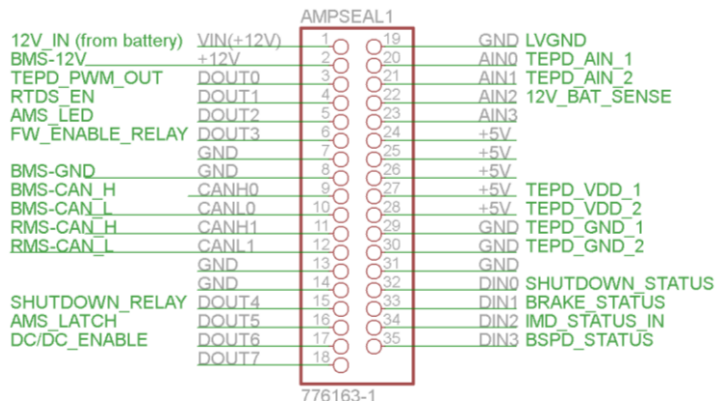 AMPSEAL1
12V_IN (from battery) VIN(+12V) 1 19 GND LVGND
BMS-12V +12V 2 20 AIN0 TEPD_AIN_1
TEPD_PWM_OUT DOUT0 3 21 AIN1 TEPD_AIN_2
RTDS_EN DOUT1 4 22 AIN2 12V_BAT_SENSE
AMS_LED DOUT2 5 23 AIN3
FW_ENABLE_RELAY DOUT3 6 24 +5V
GND 7 25 +5V
BMS-GND GND 8 26 +5V
BMS-CAN_H CANH0 9 27 +5V TEPD_VDD_1
BMS-CAN_L CANL0 10 28 +5V TEPD_VDD_2
RMS-CAN_H CANH1 11 29 GND TEPD_GND_1
RMS-CAN_L CANL1 12 30 GND TEPD_GND_2
GND 13 31 GND
GND 14 32 DIN0 SHUTDOWN_STATUS
SHUTDOWN_RELAY DOUT4 15 33 DIN1 BRAKE_STATUS
AMS_LATCH DOUT5 16 34 DIN2 IMD_STATUS_IN
DC/DC_ENABLE DOUT6 17 35 DIN3 BSPD_STATUS
DOUT7 18
776163-1